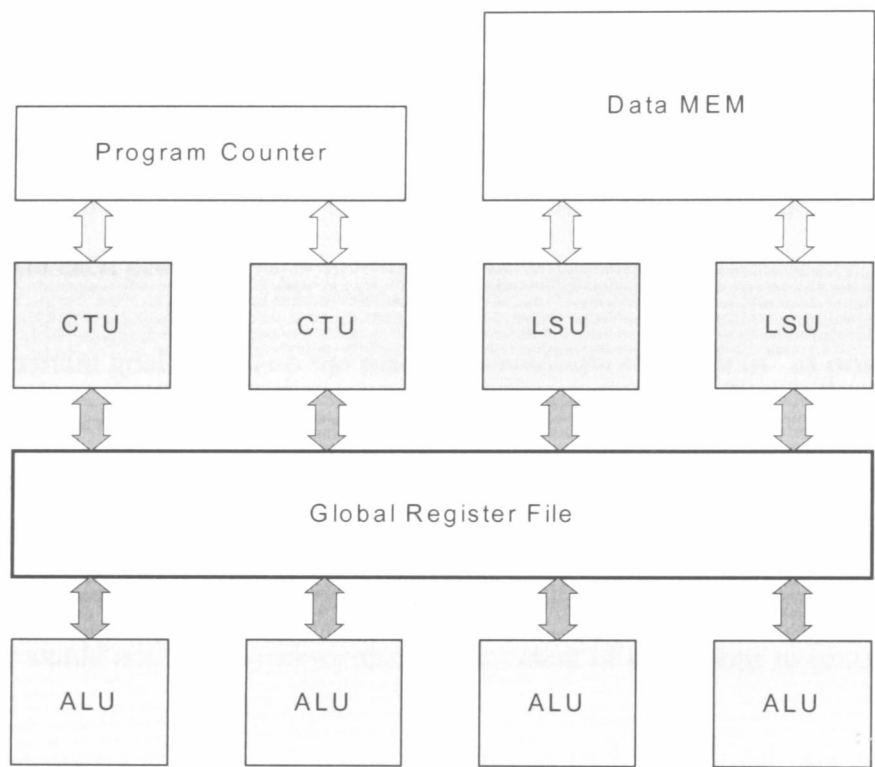 Data MEM
Program Counter
CTU
CTU
LSU
LSU
Global Register File
ALU
ALU
ALU
ALU